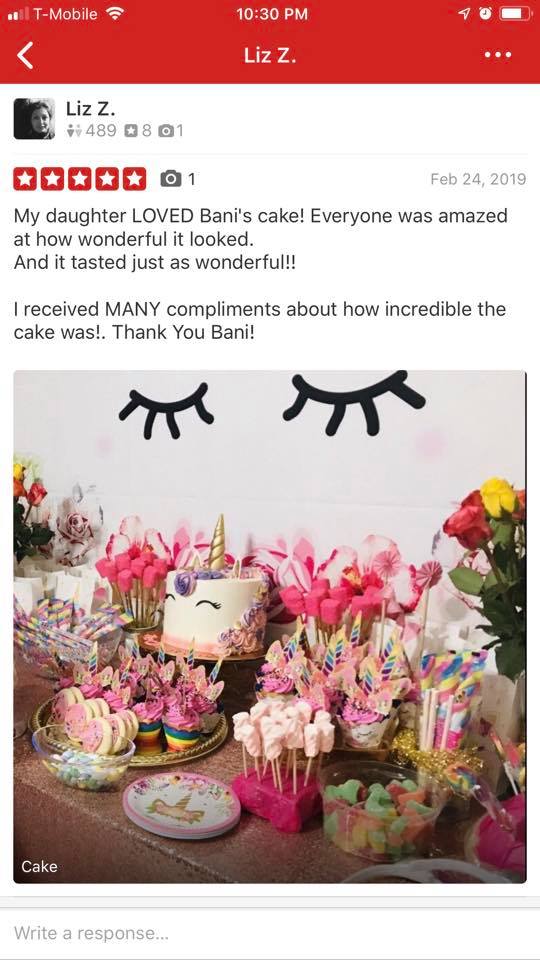 T-Mobile 10:30 PM
Liz Z.
Liz Z.
489 8 1
1 Feb 24, 2019
My daughter LOVED Bani's cake! Everyone was amazed
at how wonderful it looked.
And it tasted just as wonderful!!
I received MANY compliments about how incredible the
cake was!. Thank You Bani!
Cake
Write a response...